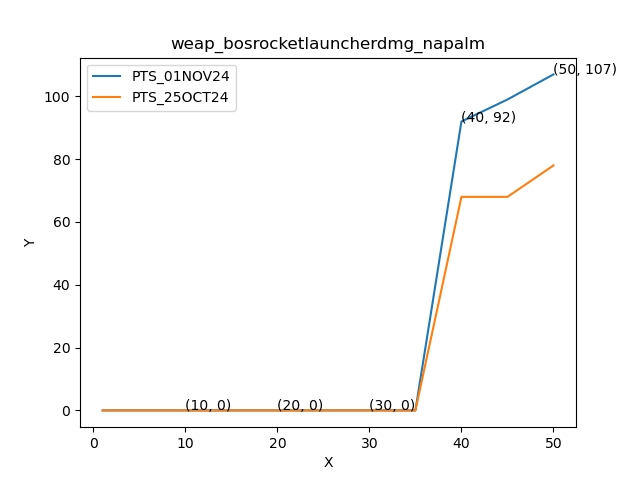 weap_bosrocketlauncherdmg_napalm
PTS_01NOV24
PTS_25OCT24
(50, 107)
(40, 92)
(10, 0) (20, 0) (30, 0)
100
80
60
40
20
0
Y
0 10 20 30 40 50
X